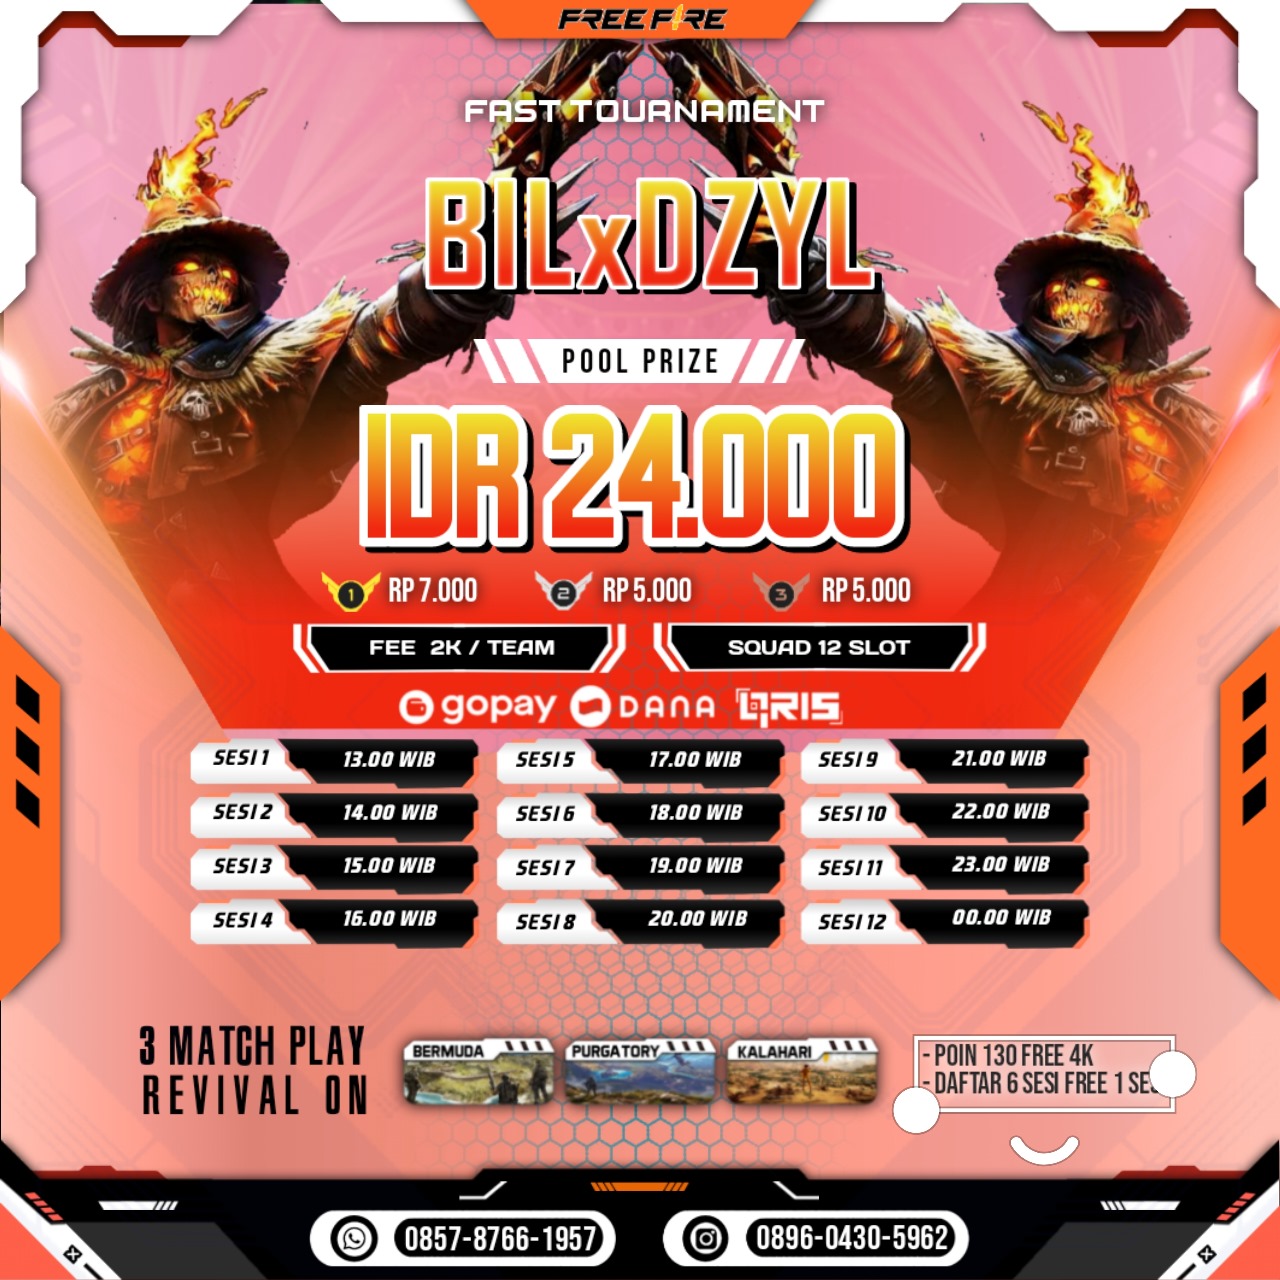 FREE FIRE
FAST TOURNAMENT
BILxDZYL
POOL PRIZE
IDR 24.000
1 RP 7.000
2 RP 5.000
3 RP 5.000
FEE 2K / TEAM
SQUAD 12 SLOT
gopay DANA QRIS
SESI 1 13.00 WIB
SESI 2 14.00 WIB
SESI 3 15.00 WIB
SESI 4 16.00 WIB
SESI 5 17.00 WIB
SESI 6 18.00 WIB
SESI 7 19.00 WIB
SESI 8 20.00 WIB
SESI 9 21.00 WIB
SESI 10 22.00 WIB
SESI 11 23.00 WIB
SESI 12 00.00 WIB
3 MATCH PLAY
REVIVAL ON
BERMUDA
PURGATORY
KALAHARI
- POIN 130 FREE 4K
- DAFTAR 6 SESI FREE 1
0857-8766-1957
0896-0430-5962